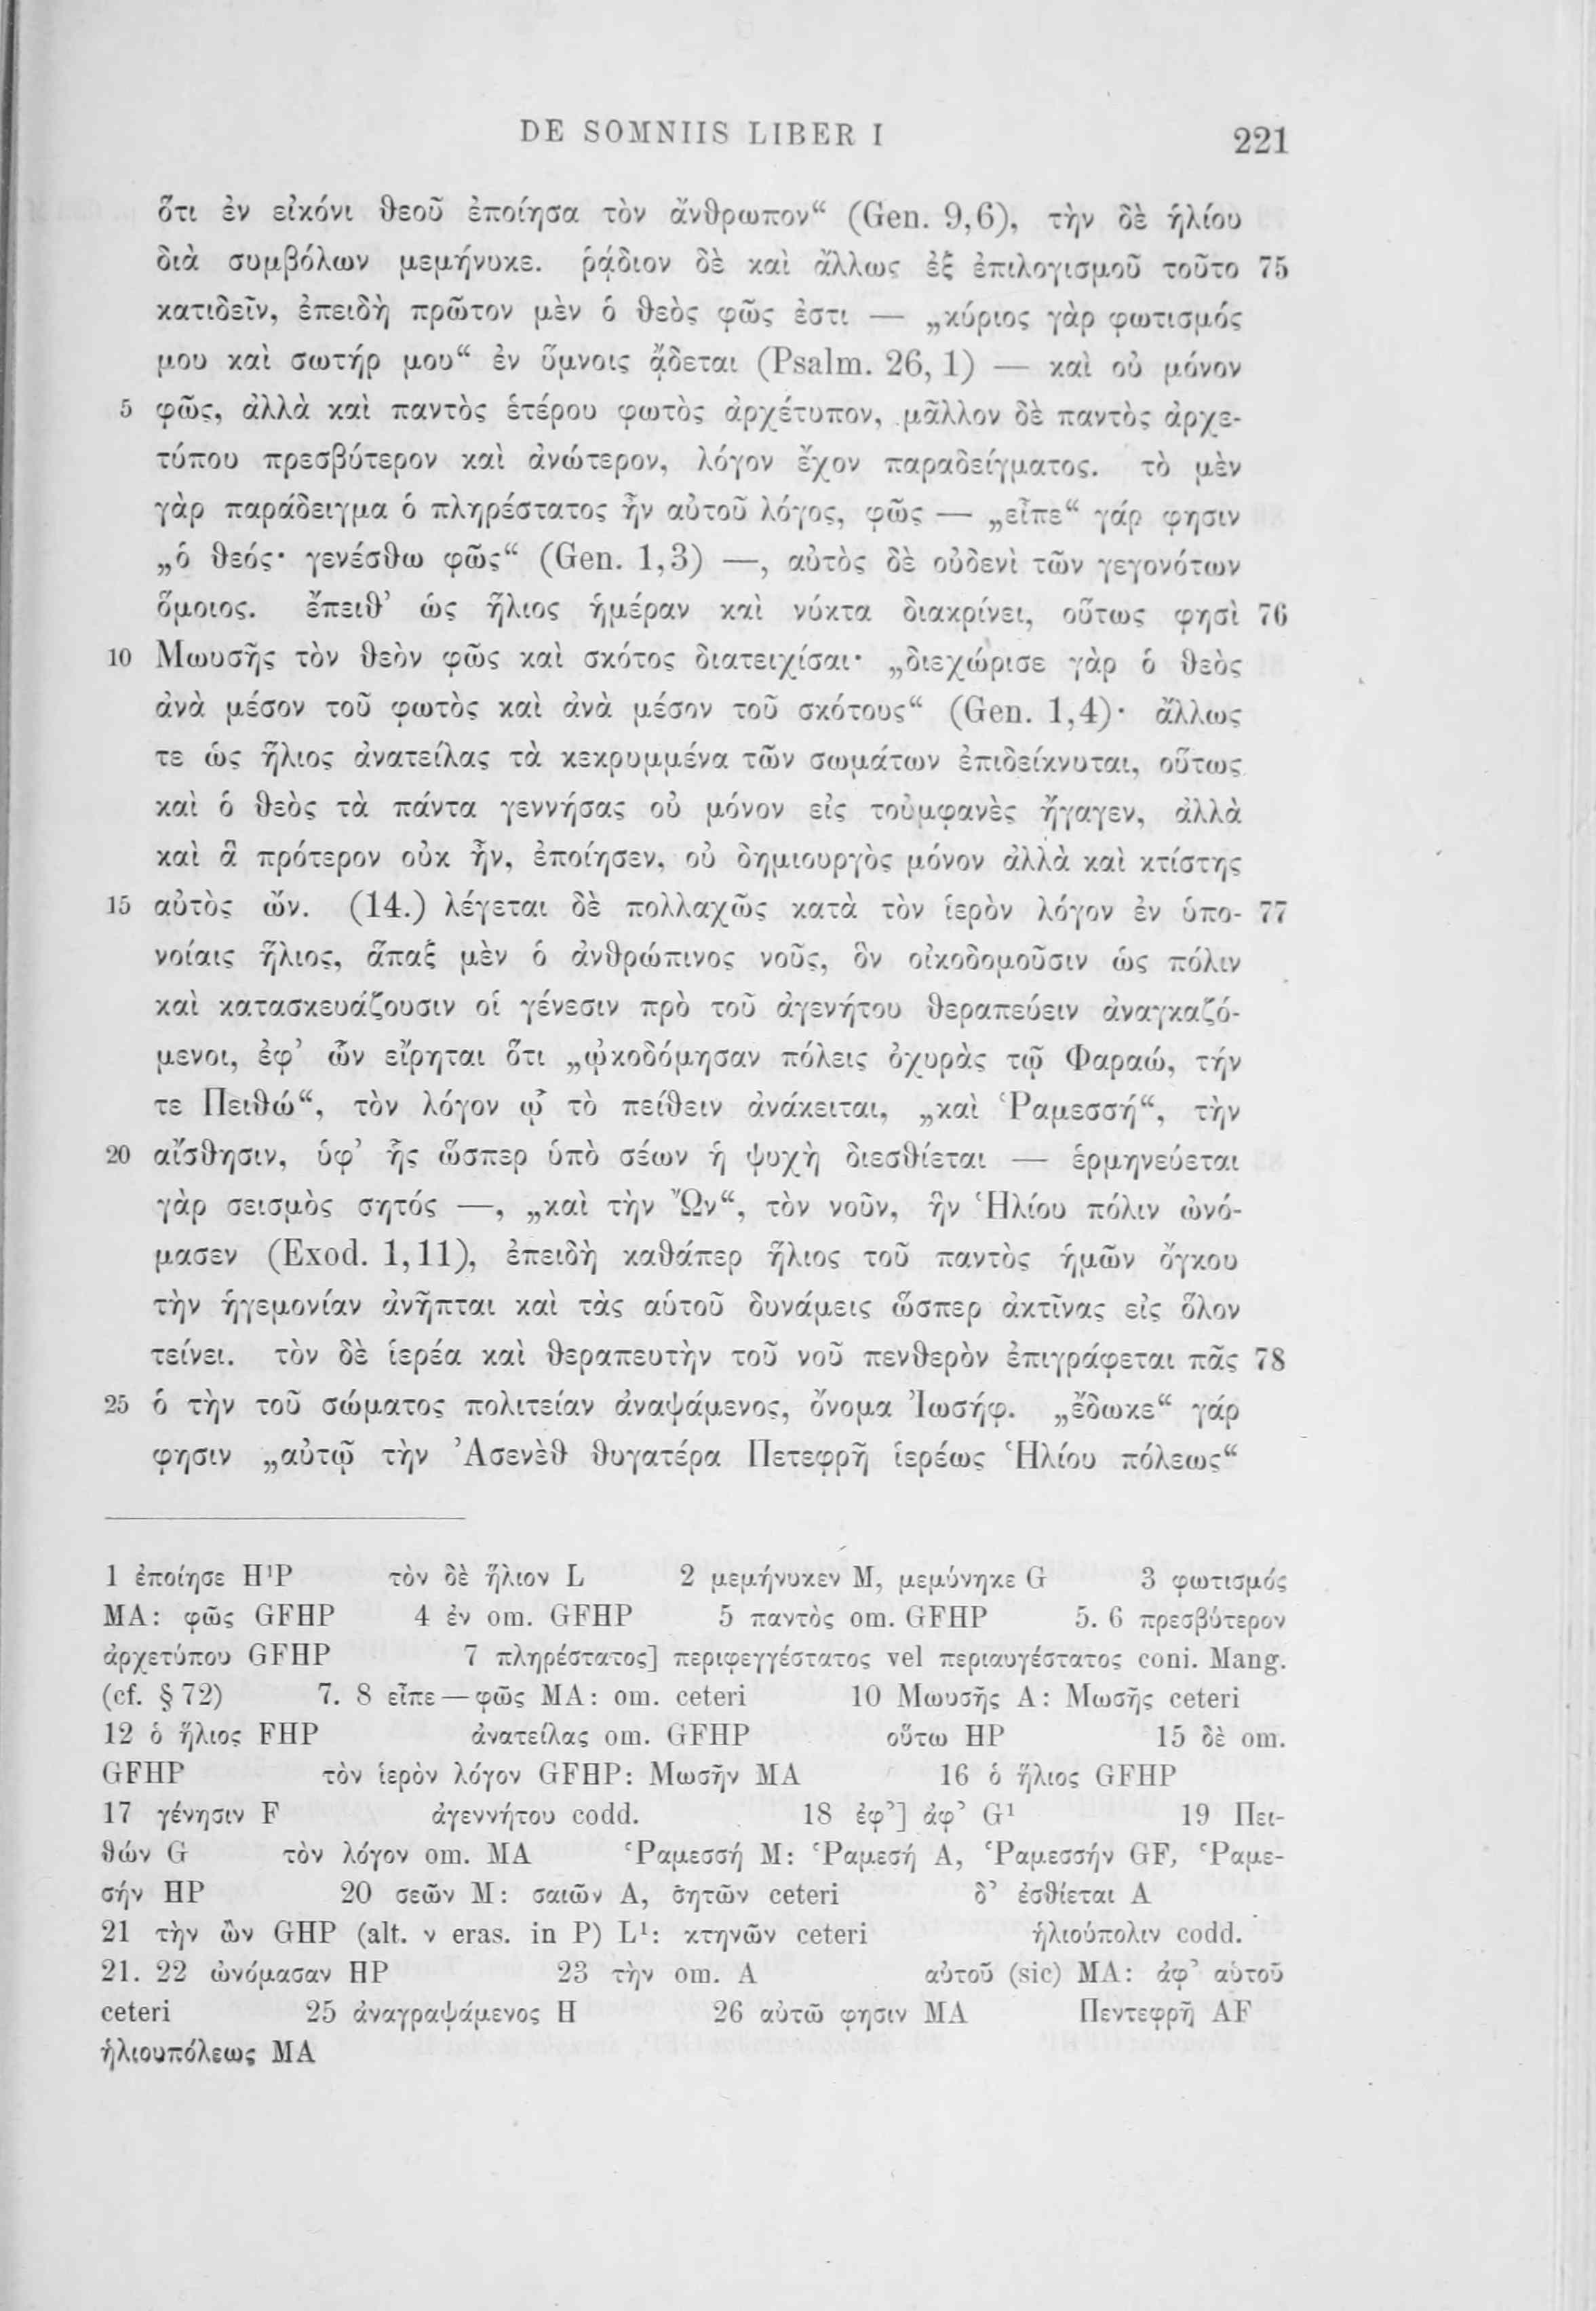 DE SOMNIIS LIBER I 221
ὅτι ἐν εἰκόνι θεοῦ ἐποίησα τὸν ἄνθρωπον“ (Gen. 9,6), τὴν δὲ ἡλίου
διὰ συμβόλων μεμήνυκε. ῥᾴδιον δὲ καὶ ἄλλως ἐξ ἐπιλογισμοῦ τοῦτο 75
κατιδεῖν, ἐπειδὴ πρῶτον μὲν ὁ θεὸς φῶς ἐστι — „κύριος γὰρ φωτισμός
μου καὶ σωτήρ μου“ ἐν ὕμνοις ᾄδεται (Psalm. 26, 1) — καὶ οὐ μόνον
5 φῶς, ἀλλὰ καὶ παντὸς ἑτέρου φωτὸς ἀρχέτυπον, μᾶλλον δὲ παντὸς ἀρχε-
τύπου πρεσβύτερον καὶ ἀνώτερον, λόγον ἔχον παραδείγματος. τὸ μὲν
γὰρ παράδειγμα ὁ πληρέστατος ἦν αὐτοῦ λόγος, φῶς — „εἶπε“ γάρ φησιν
„ὁ θεός· γενέσθω φῶς“ (Gen. 1,3) —, αὐτὸς δὲ οὐδενὶ τῶν γεγονότων
ὅμοιος. ἔπειθ’ ὡς ἥλιος ἡμέραν καὶ νύκτα διακρίνει, οὕτως φησὶ 76
10 Μωυσῆς τὸν θεὸν φῶς καὶ σκότος διατειχίσαι· „διεχώρισε γὰρ ὁ θεὸς
ἀνὰ μέσον τοῦ φωτὸς καὶ ἀνὰ μέσον τοῦ σκότους“ (Gen. 1,4)· ἄλλως
τε ὡς ἥλιος ἀνατείλας τὰ κεκρυμμένα τῶν σωμάτων ἐπιδείκνυται, οὕτως
καὶ ὁ θεὸς τὰ πάντα γεννήσας οὐ μόνον εἰς τοὐμφανὲς ἤγαγεν, ἀλλὰ
καὶ ἃ πρότερον οὐκ ἦν, ἐποίησεν, οὐ δημιουργὸς μόνον ἀλλὰ καὶ κτίστης
15 αὐτὸς ὤν. (14.) λέγεται δὲ πολλαχῶς κατὰ τὸν ἱερὸν λόγον ἐν ὑπο- 77
νοίαις ἥλιος, ἅπαξ μὲν ὁ ἀνθρώπινος νοῦς, ὃν οἰκοδομοῦσιν ὡς πόλιν
καὶ κατασκευάζουσιν οἱ γένεσιν πρὸ τοῦ ἀγενήτου θεραπεύειν ἀναγκαζό-
μενοι, ἐφ’ ὧν εἴρηται ὅτι „ᾠκοδόμησαν πόλεις ὀχυρὰς τῷ Φαραώ, τήν
τε Πειθώ“, τὸν λόγον ᾧ τὸ πείθειν ἀνάκειται, „καὶ Ῥαμεσσή“, τὴν
20 αἴσθησιν, ὑφ’ ἧς ὥσπερ ὑπὸ σέων ἡ ψυχὴ διεσθίεται — ἑρμηνεύεται
γὰρ σεισμὸς σητός —, „καὶ τὴν Ὤν“, τὸν νοῦν, ἣν Ἡλίου πόλιν ὠνό-
μασεν (Exod. 1,11), ἐπειδὴ καθάπερ ἥλιος τοῦ παντὸς ἡμῶν ὄγκου
τὴν ἡγεμονίαν ἀνῆπται καὶ τὰς αὑτοῦ δυνάμεις ὥσπερ ἀκτῖνας εἰς ὅλον
τείνει. τὸν δὲ ἱερέα καὶ θεραπευτὴν τοῦ νοῦ πενθερὸν ἐπιγράφεται πᾶς 78
25 ὁ τὴν τοῦ σώματος πολιτείαν ἀναψάμενος, ὄνομα Ἰωσήφ. „ἔδωκε“ γάρ
φησιν „αὐτῷ τὴν Ἀσενὲθ θυγατέρα Πετεφρῆ ἱερέως Ἡλίου πόλεως“
1 ἐποίησε H¹P τὸν δὲ ἥλιον L 2 μεμήνυκεν M, μεμύνηκε G 3 φωτισμός
MA: φῶς GFHP 4 ἐν om. GFHP 5 παντὸς om. GFHP 5. 6 πρεσβύτερον
ἀρχετύπου GFHP 7 πληρέστατος] περιφεγγέστατος vel περιαυγέστατος coni. Mang.
(cf. § 72) 7. 8 εἶπε — φῶς MA: om. ceteri 10 Μωυσῆς A: Μωσῆς ceteri
12 ὁ ἥλιος FHP ἀνατείλας om. GFHP οὕτω HP 15 δὲ om.
GFHP τὸν ἱερὸν λόγον GFHP: Μωσῆν MA 16 ὁ ἥλιος GFHP
17 γένησιν F ἀγεννήτου codd. 18 ἐφ’] ἀφ’ G¹ 19 Πει-
θών G τὸν λόγον om. MA Ῥαμεσσή M: Ῥαμεσή A, Ῥαμεσσήν GF, Ῥαμε-
σήν HP 20 σεῶν M: σαιῶν A, σητῶν ceteri δ’ ἐσθίεται A
21 τὴν ὢν GHP (alt. ν eras. in P) L¹: κτηνῶν ceteri ἡλιούπολιν codd.
21. 22 ὠνόμασαν HP 23 τὴν om. A αὐτοῦ (sic) MA: ἀφ’ αὑτοῦ
ceteri 25 ἀναγραψάμενος H 26 αὐτῶ φησιν MA Πεντεφρῆ AF
ἡλιουπόλεως MA